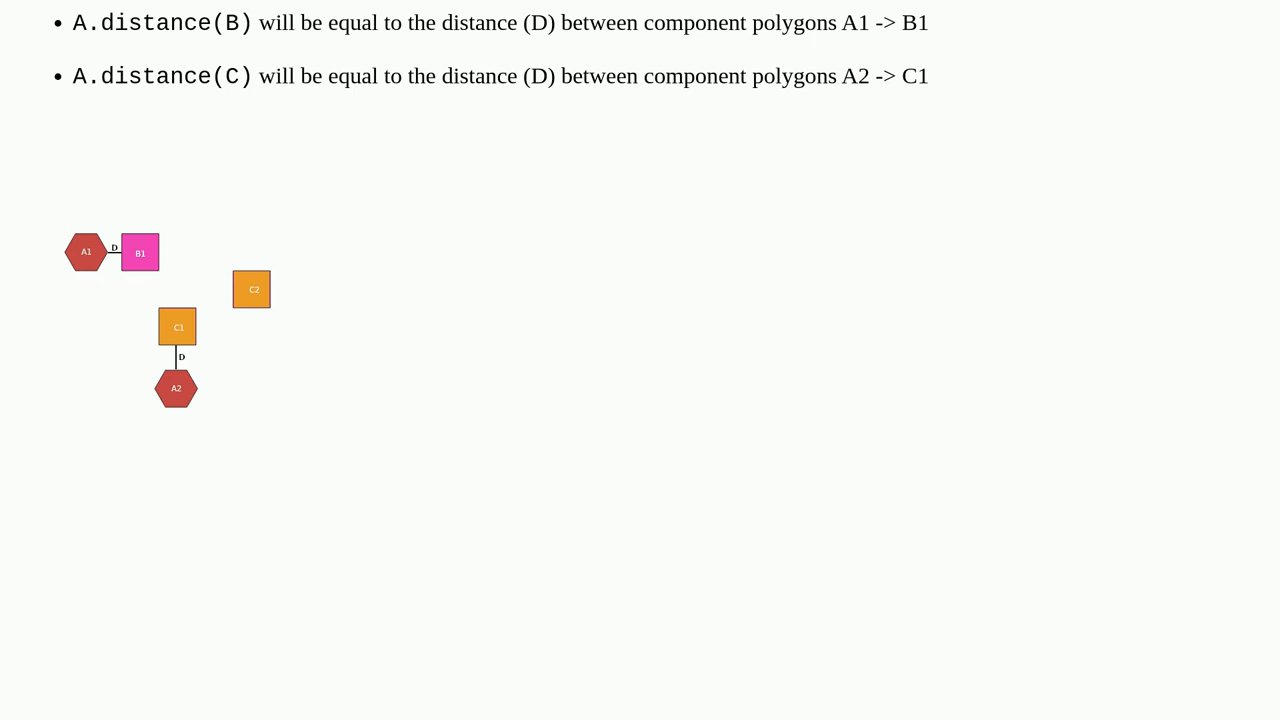 • A.distance(B) will be equal to the distance (D) between component polygons A1 -> B1
• A.distance(C) will be equal to the distance (D) between component polygons A2 -> C1
A1
D
B1
C2
C1
D
A2